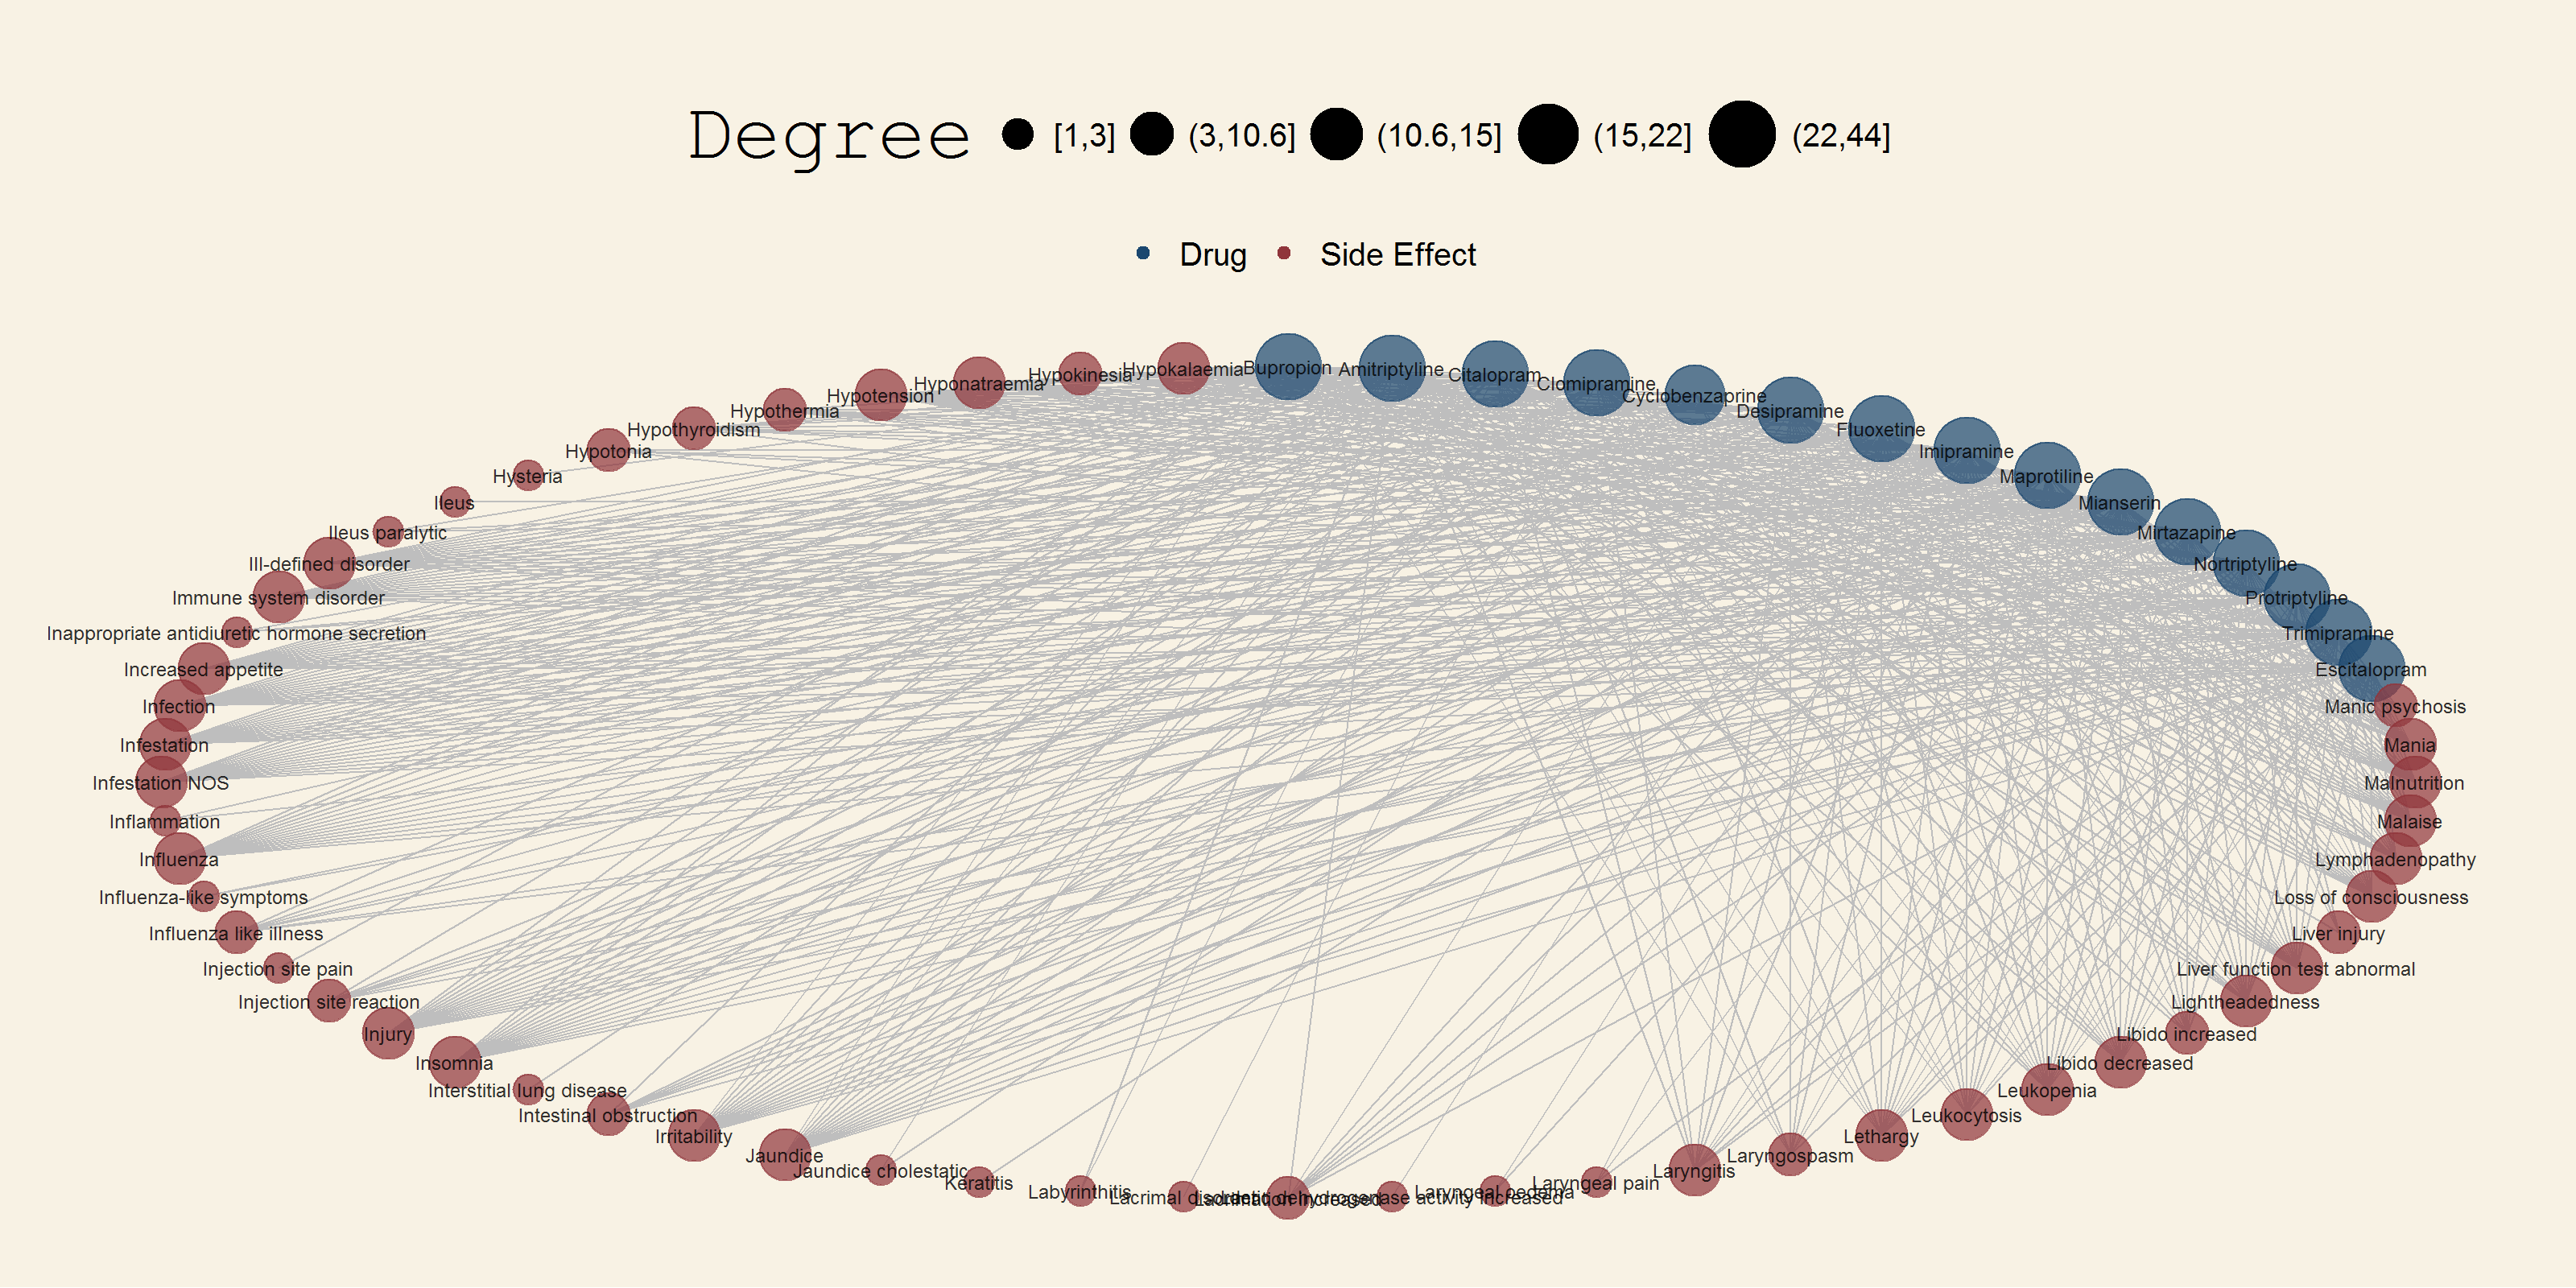 Degree [1,3] (3,10.6] (10.6,15] (15,22] (22,44]
Drug Side Effect
Bupropion
Amitriptyline
Citalopram
Clomipramine
Cyclobenzaprine
Desipramine
Fluoxetine
Imipramine
Maprotiline
Mianserin
Mirtazapine
Nortriptyline
Protriptyline
Trimipramine
Escitalopram
Manic psychosis
Mania
Malnutrition
Malaise
Lymphadenopathy
Loss of consciousness
Liver injury
Liver function test abnormal
Lightheadedness
Libido increased
Libido decreased
Leukopenia
Leukocytosis
Lethargy
Laryngospasm
Laryngitis
Laryngeal pain
Laryngeal oedema
Lacrimation increased
Labyrinthitis
Keratitis
Jaundice cholestatic
Jaundice
Irritability
Intestinal obstruction
Interstitial lung disease
Insomnia
Injury
Injection site reaction
Injection site pain
Influenza like illness
Influenza-like symptoms
Influenza
Inflammation
Infestation NOS
Infestation
Infection
Increased appetite
Inappropriate antidiuretic hormone secretion
Immune system disorder
Ill-defined disorder
Ileus paralytic
Ileus
Hysteria
Hypotonia
Hypothyroidism
Hypothermia
Hypotension
Hyponatraemia
Hypokinesia
Hypokalaemia